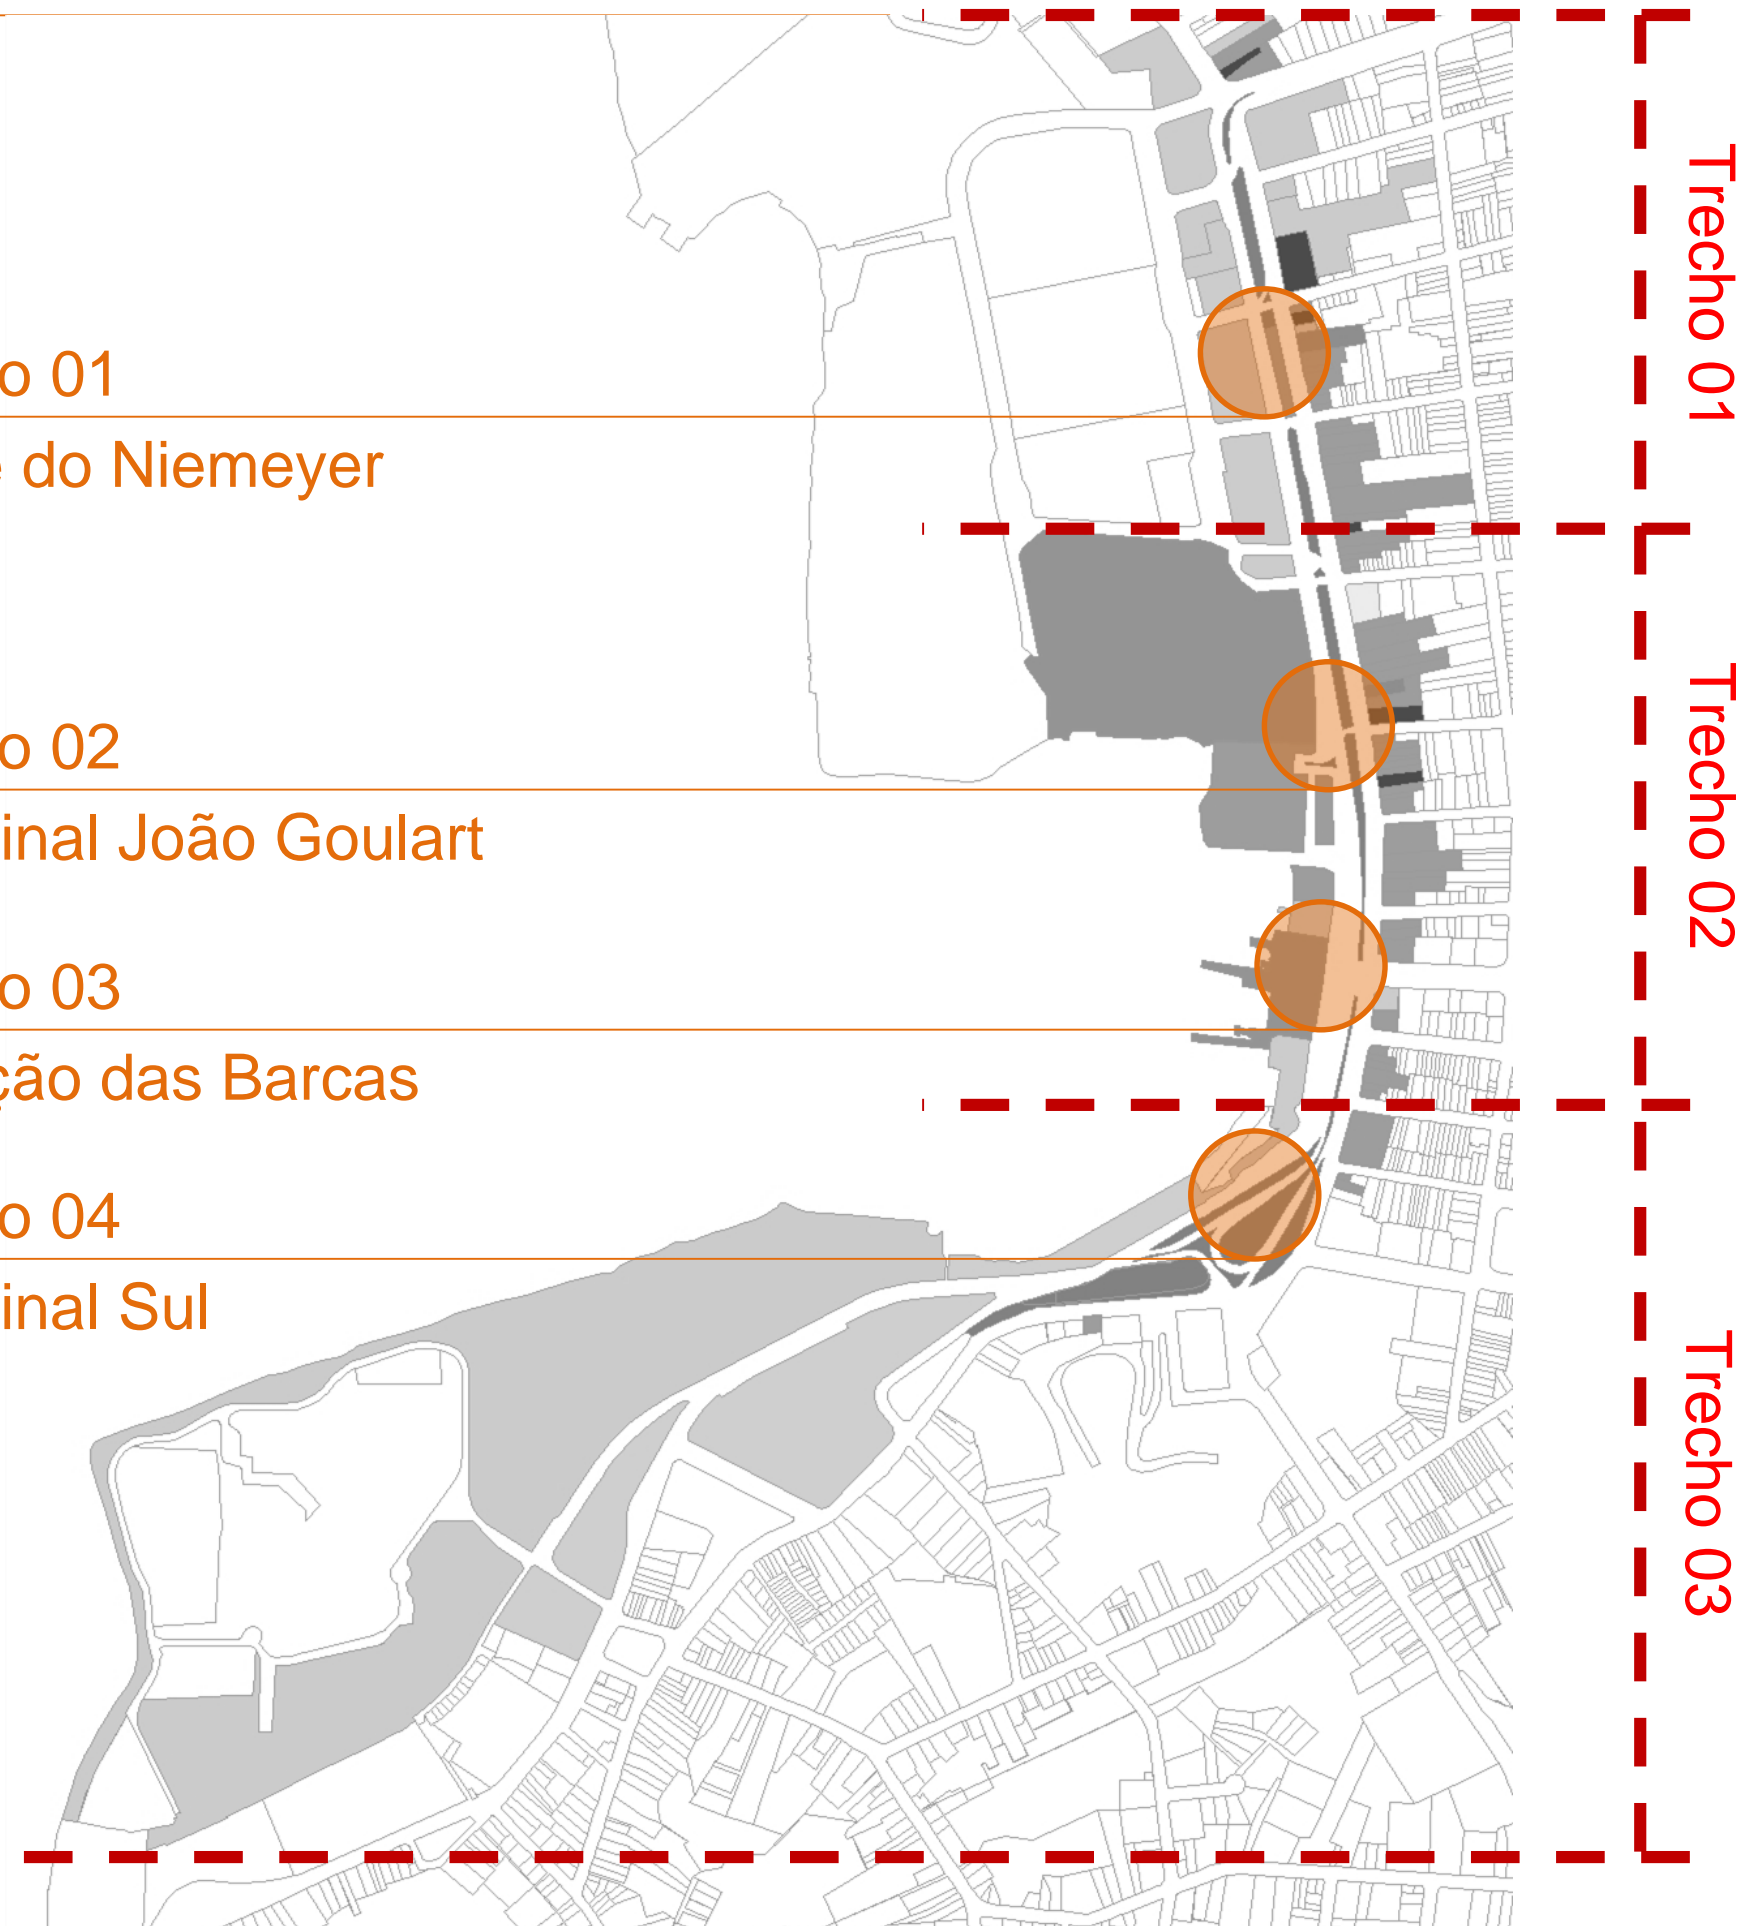 o 01
do Niemeyer
o 02
inal João Goulart
o 03
ção das Barcas
o 04
inal Sul
Trecho 01
Trecho 02
Trecho 03